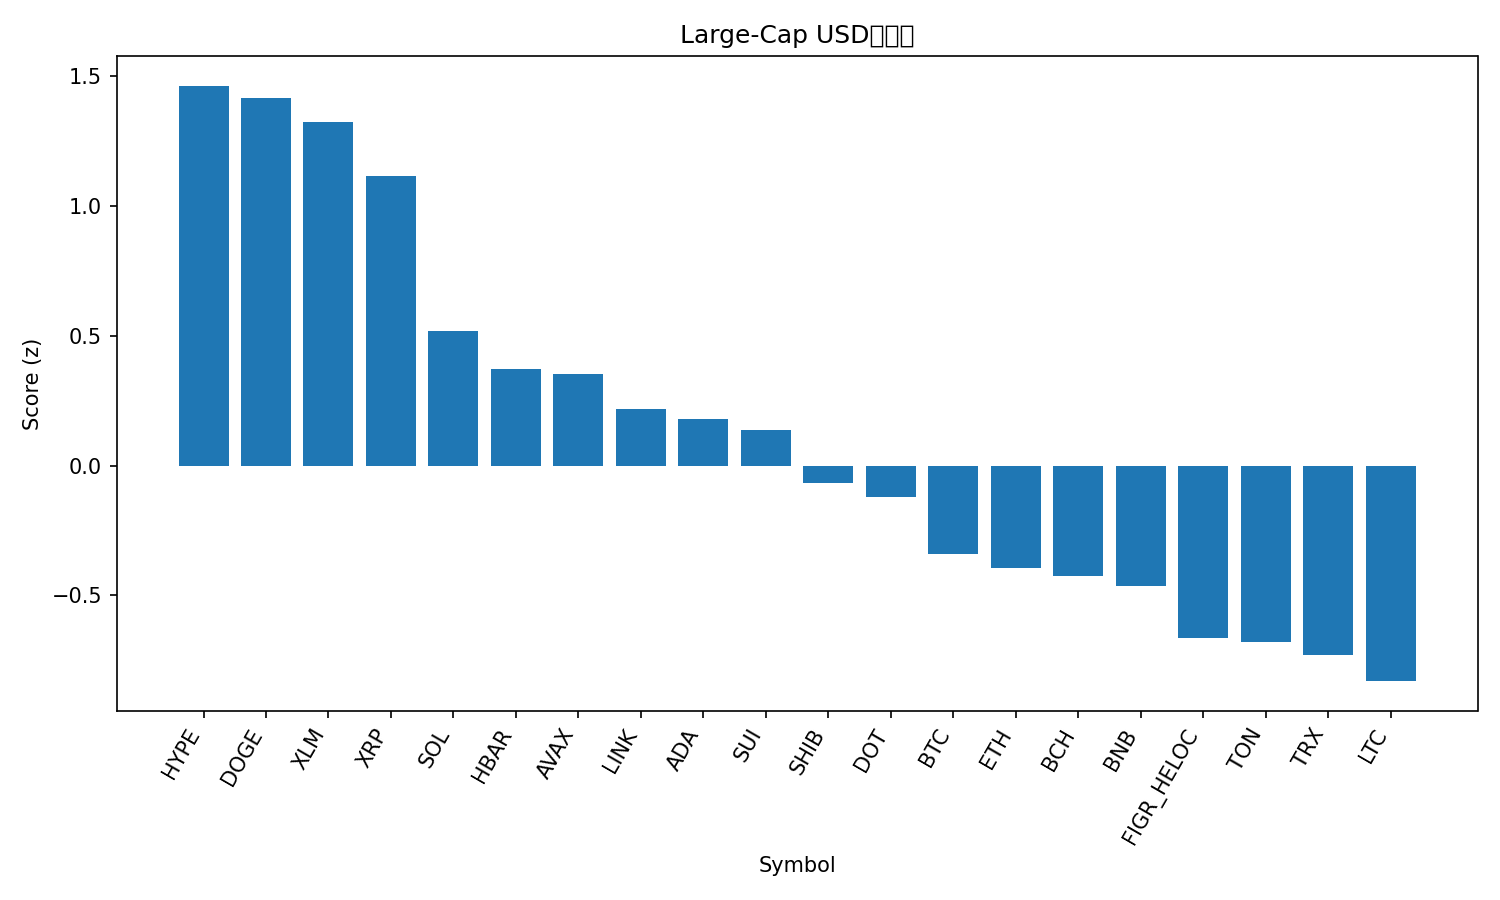 Large-Cap USD
Score (z)
1.5
1.0
0.5
0.0
−0.5
HYPE
DOGE
XLM
XRP
SOL
HBAR
AVAX
LINK
ADA
SUI
SHIB
DOT
BTC
ETH
BCH
BNB
FIGR_HELOC
TON
TRX
LTC
Symbol